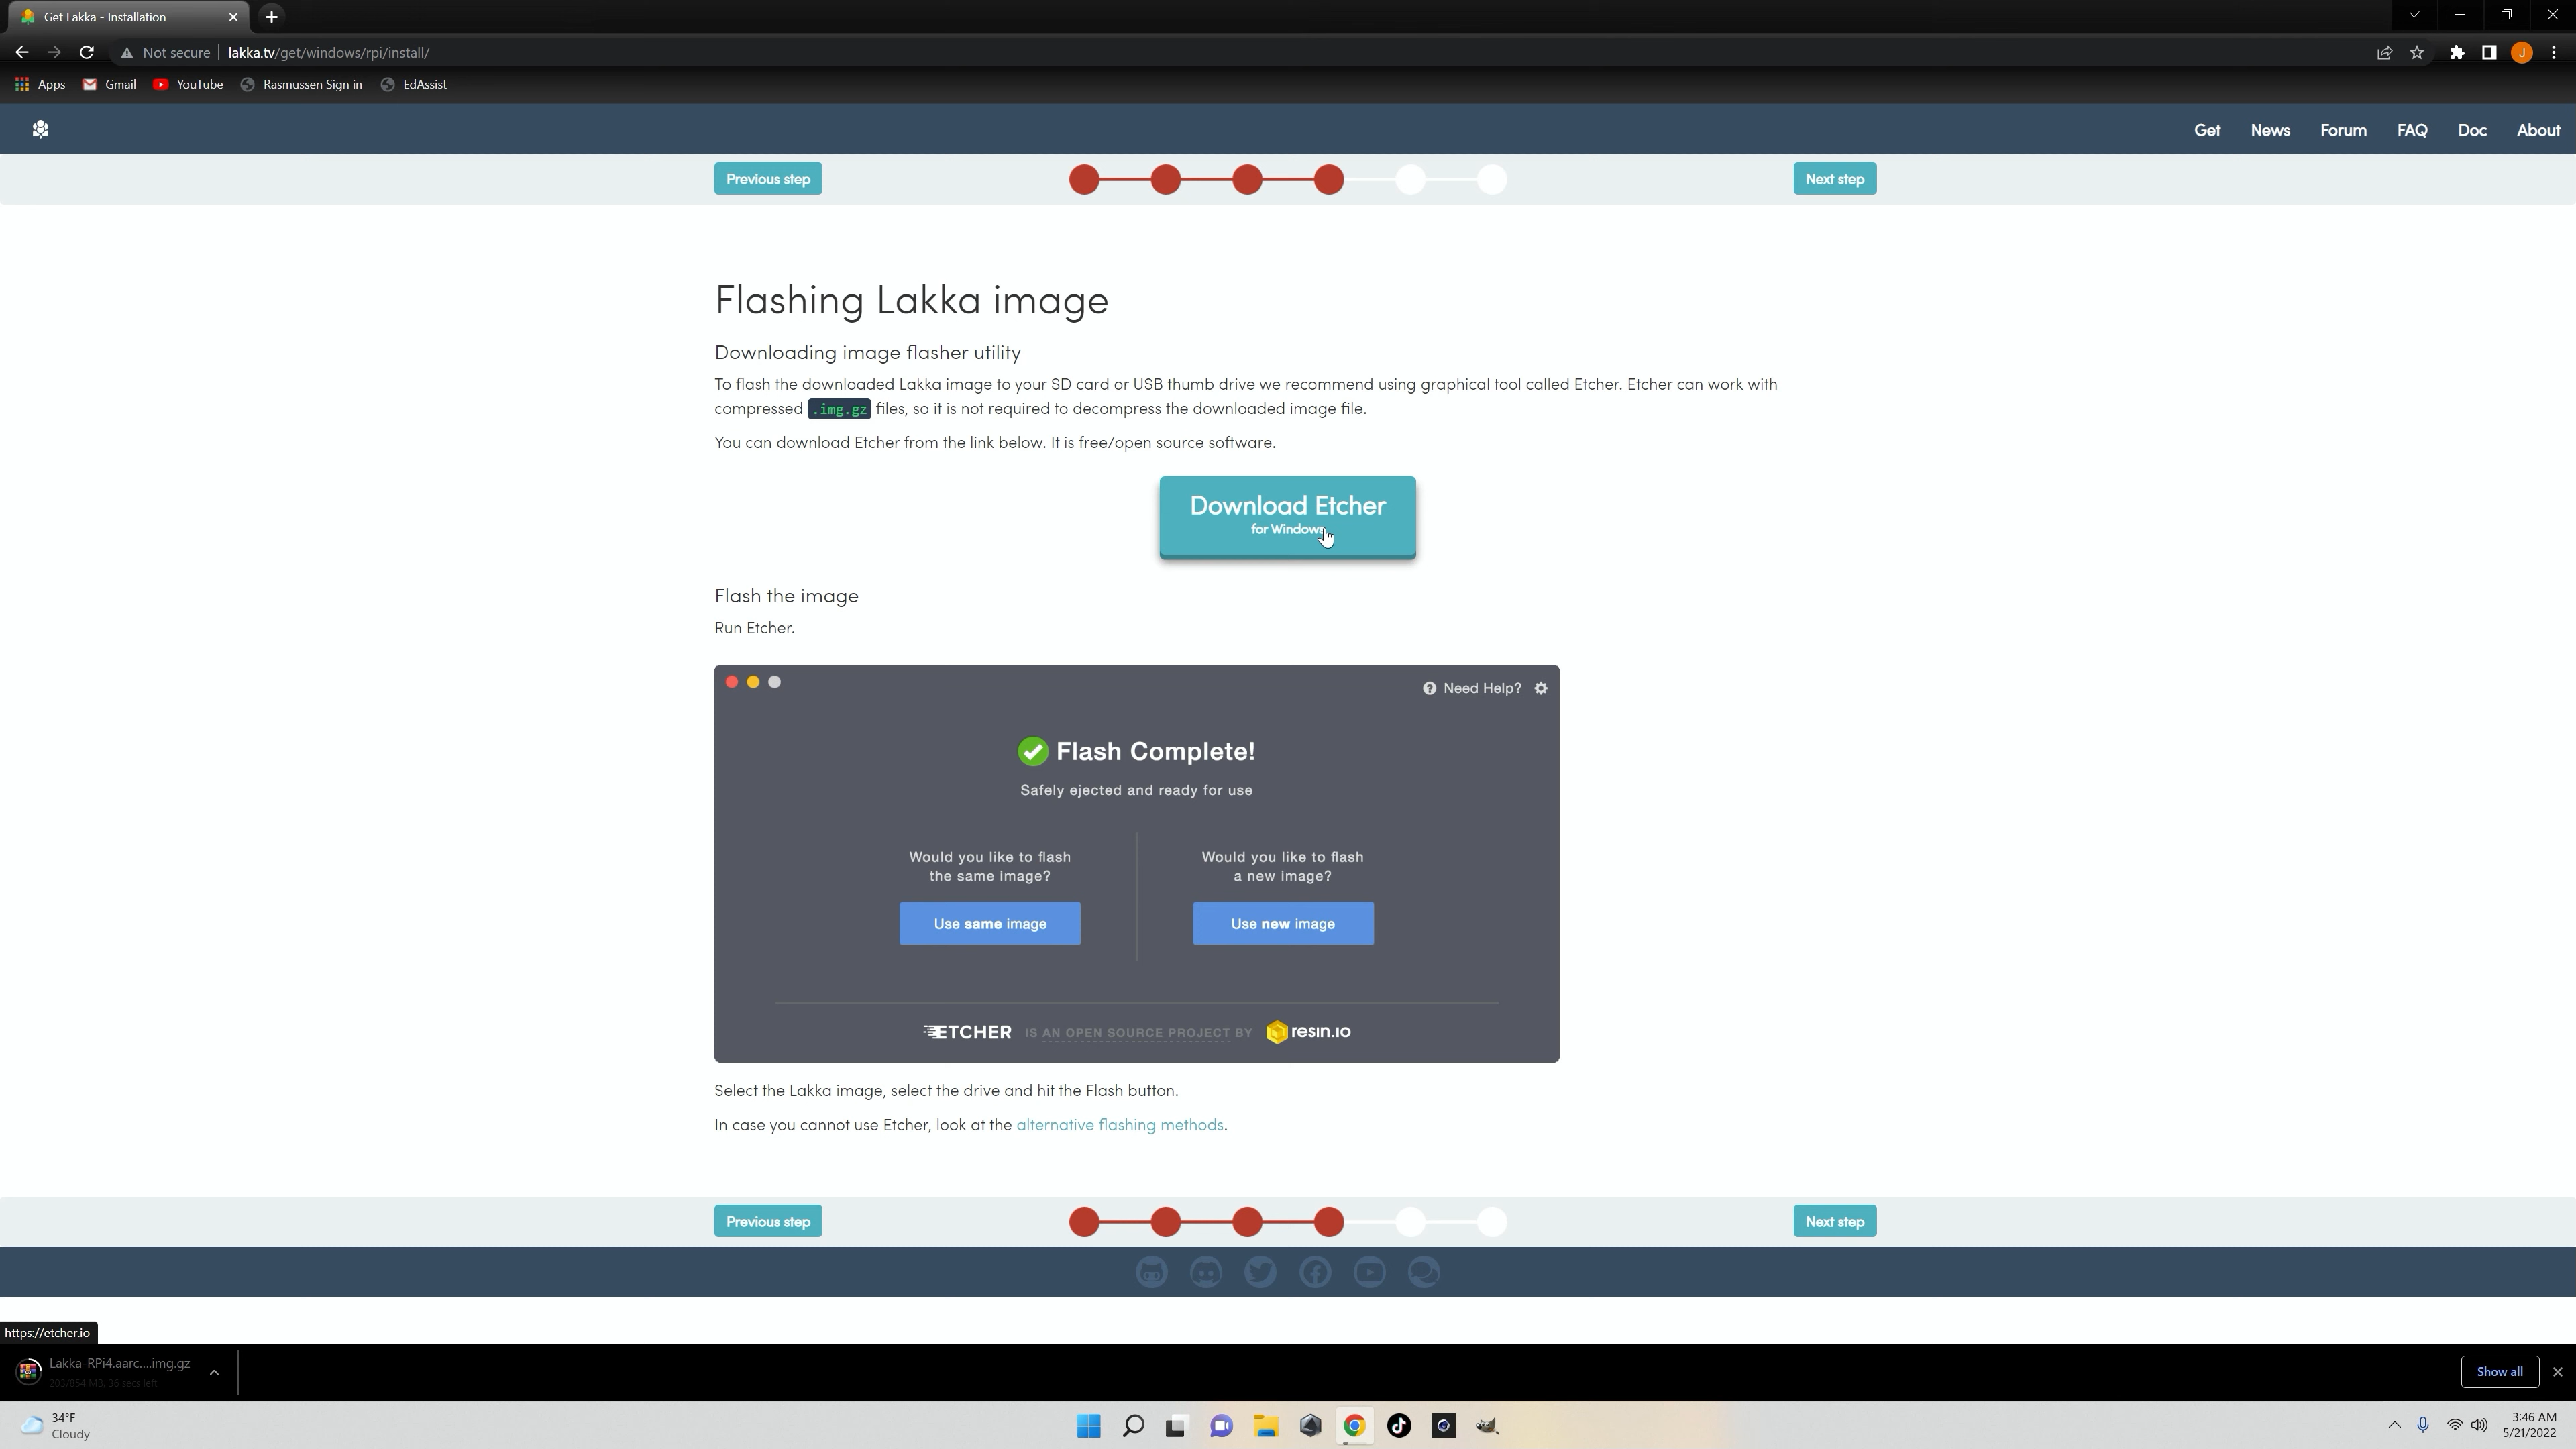 Get Lakka - Installation
Not secure
lakka.tv/get/windows/rpi/install/
J
Apps
Gmail
YouTube
Rasmussen Sign in
EdAssist
Get
News
Forum
FAQ
Doc
About
Previous step
Next step
Flashing Lakka image
Downloading image flasher utility
To flash the downloaded Lakka image to your SD card or USB thumb drive we recommend using graphical tool called Etcher. Etcher can work with
compressed .img.gz files, so it is not required to decompress the downloaded image file.
You can download Etcher from the link below. It is free/open source software.
Download Etcher
for Windows
Flash the image
Run Etcher.
Need Help?
Flash Complete!
Safely ejected and ready for use
Would you like to flash
the same image?
Use same image
Would you like to flash
a new image?
Use new image
ETCHER IS AN OPEN SOURCE PROJECT BY resin.io
Select the Lakka image, select the drive and hit the Flash button.
In case you cannot use Etcher, look at the alternative flashing methods.
Previous step
Next step
https://etcher.io
Lakka-RPi4.aarc....img.gz
203/854 MB, 36 secs left
Show all
34°F
Cloudy
3:46 AM
5/21/2022